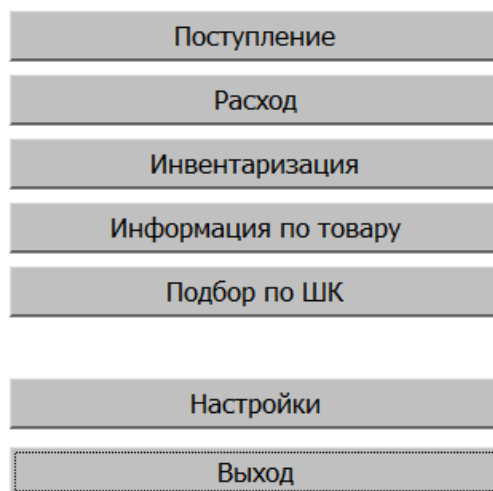 Поступление
Расход
Инвентаризация
Информация по товару
Подбор по ШК
Настройки
Выход